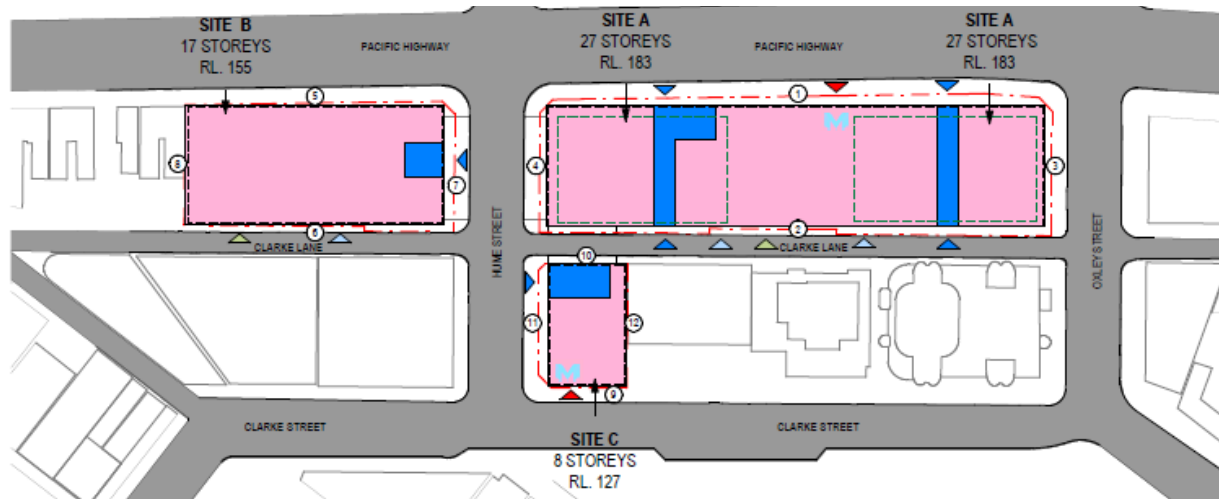 SITE B
17 STOREYS
RL. 155
PACIFIC HIGHWAY
SITE A
27 STOREYS
RL. 183
PACIFIC HIGHWAY
SITE A
27 STOREYS
RL. 183
5
1
M
8
7
4
3
6
2
CLARKE LANE
CLARKE LANE
HUME STREET
OXLEY STREET
10
11
12
M
9
CLARKE STREET
CLARKE STREET
SITE C
8 STOREYS
RL. 127